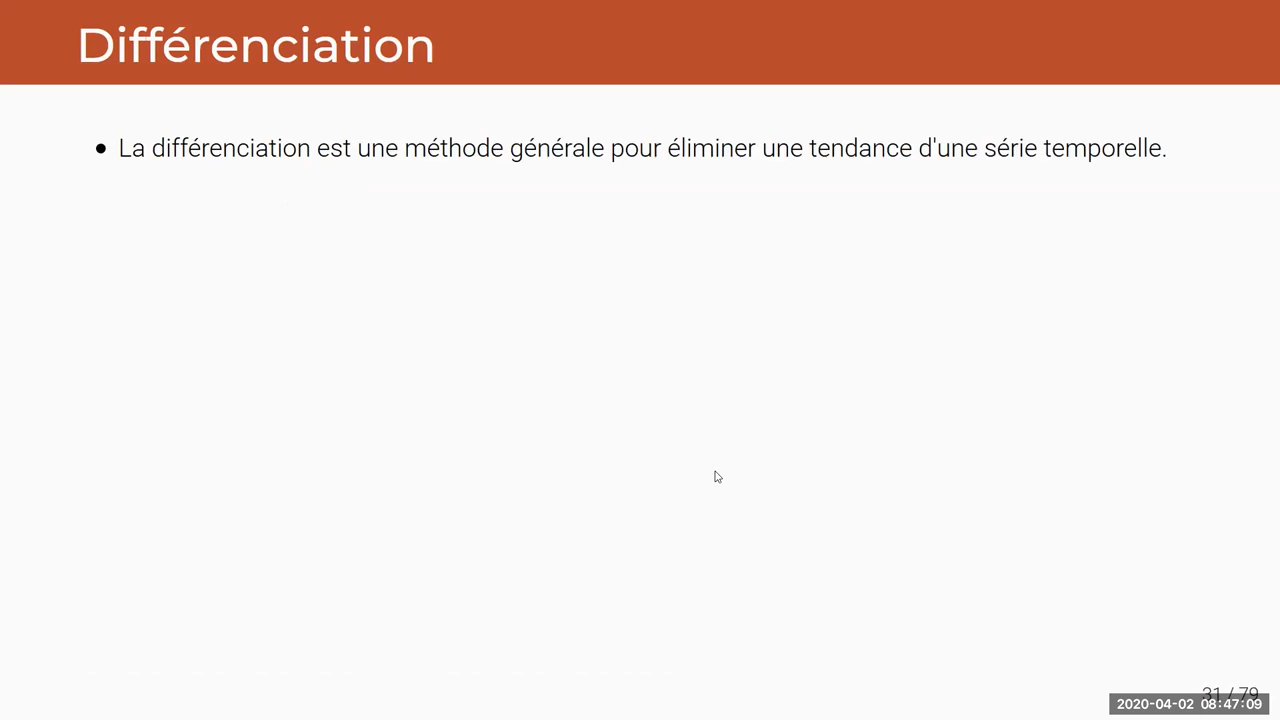 Différenciation
La différenciation est une méthode générale pour éliminer une tendance d'une série temporelle.
31 / 79
2020-04-02 08:47:09